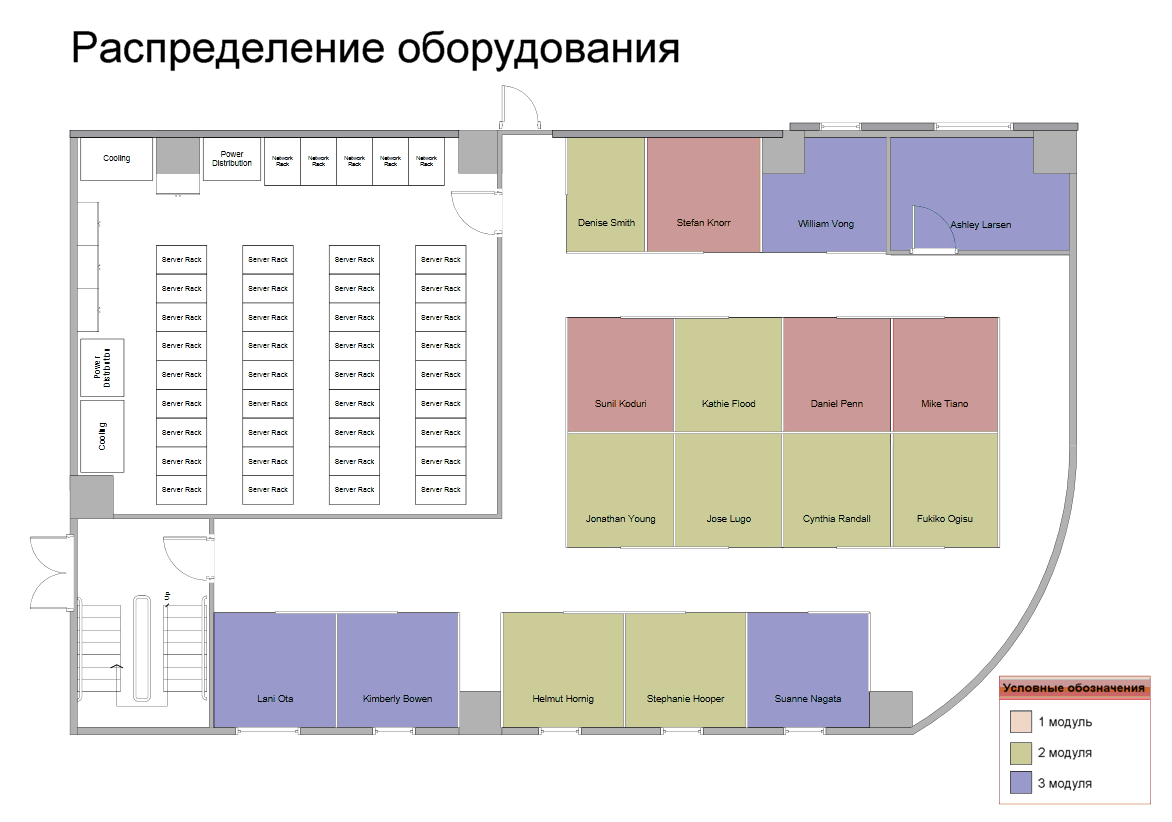 Распределение оборудования
Cooling
Power
Distribution
Network
Rack
Network
Rack
Network
Rack
Network
Rack
Network
Rack
Denise Smith
Stefan Knorr
William Vong
Ashley Larsen
Server Rack Server Rack Server Rack Server Rack
Server Rack Server Rack Server Rack Server Rack
Server Rack Server Rack Server Rack Server Rack
Server Rack Server Rack Server Rack Server Rack
Server Rack Server Rack Server Rack Server Rack
Server Rack Server Rack Server Rack Server Rack
Server Rack Server Rack Server Rack Server Rack
Server Rack Server Rack Server Rack Server Rack
Server Rack Server Rack Server Rack Server Rack
Power
Distributio
Cooling
Sunil Koduri
Kathie Flood
Daniel Penn
Mike Tiano
Jonathan Young
Jose Lugo
Cynthia Randall
Fukiko Ogisu
Up
Lani Ota
Kimberly Bowen
Helmut Hornig
Stephanie Hooper
Suanne Nagata
Условные обозначения
1 модуль
2 модуля
3 модуля